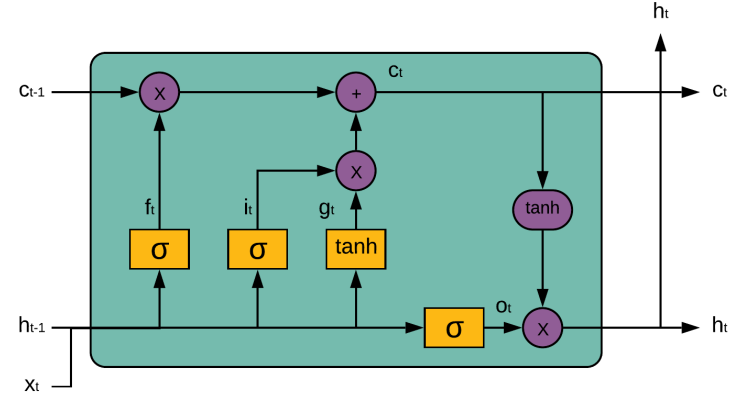 ht
ct-1
x
+
ct
ct
x
ft
it
gt
tanh
σ
σ
tanh
ot
ht-1
σ
x
ht
xt